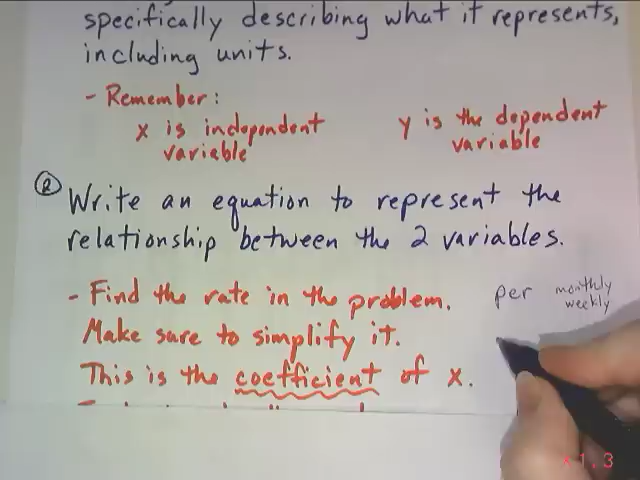 specifically describing what it represents,
including units.
- Remember:
x is independent
variable
y is the dependent
variable
② Write an equation to represent the
relationship between the 2 variables.
- Find the rate in the problem.
Make sure to simplify it.
This is the coefficient of x.
per monthly
weekly
x1.3